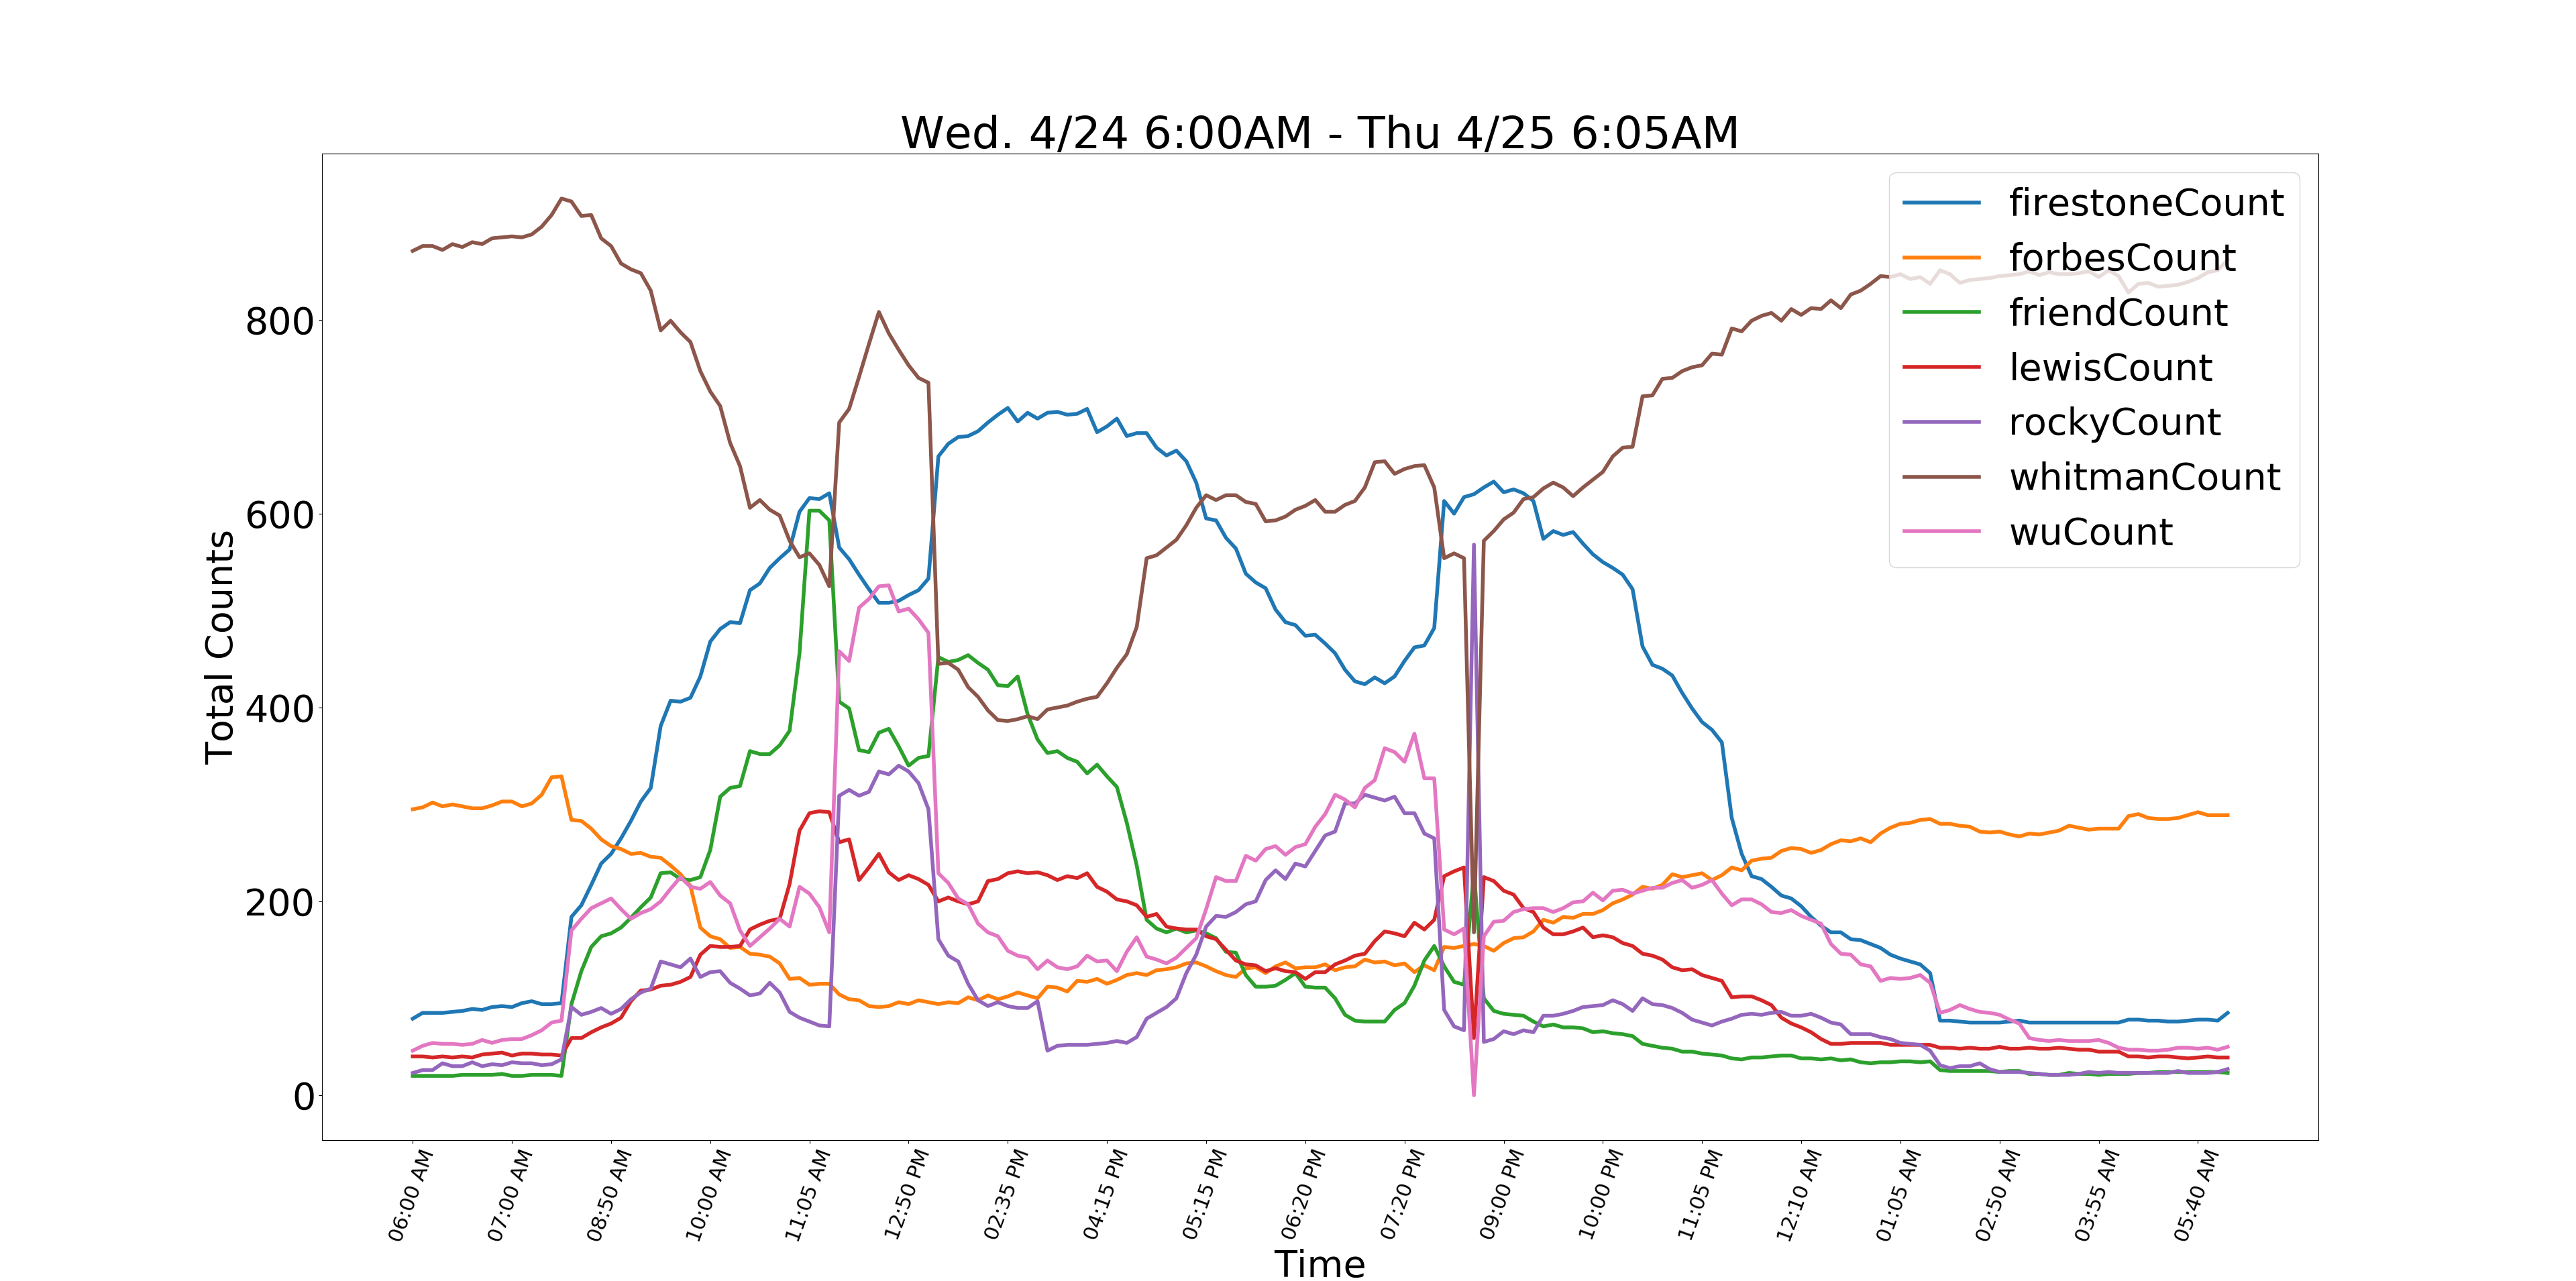 Wed. 4/24 6:00AM - Thu 4/25 6:05AM
firestoneCount
forbesCount
friendCount
lewisCount
rockyCount
whitmanCount
wuCount
Total Counts
800
600
400
200
0
06:00 AM
07:00 AM
08:50 AM
10:00 AM
11:05 AM
12:50 PM
02:35 PM
04:15 PM
05:15 PM
06:20 PM
07:20 PM
09:00 PM
10:00 PM
11:05 PM
12:10 AM
01:05 AM
02:50 AM
03:55 AM
05:40 AM
Time